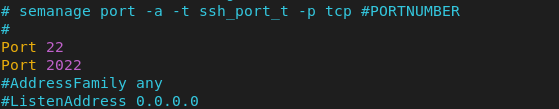 # semanage port -a -t ssh_port_t -p tcp #PORTNUMBER
#
Port 22
Port 2022
#AddressFamily any
#ListenAddress 0.0.0.0